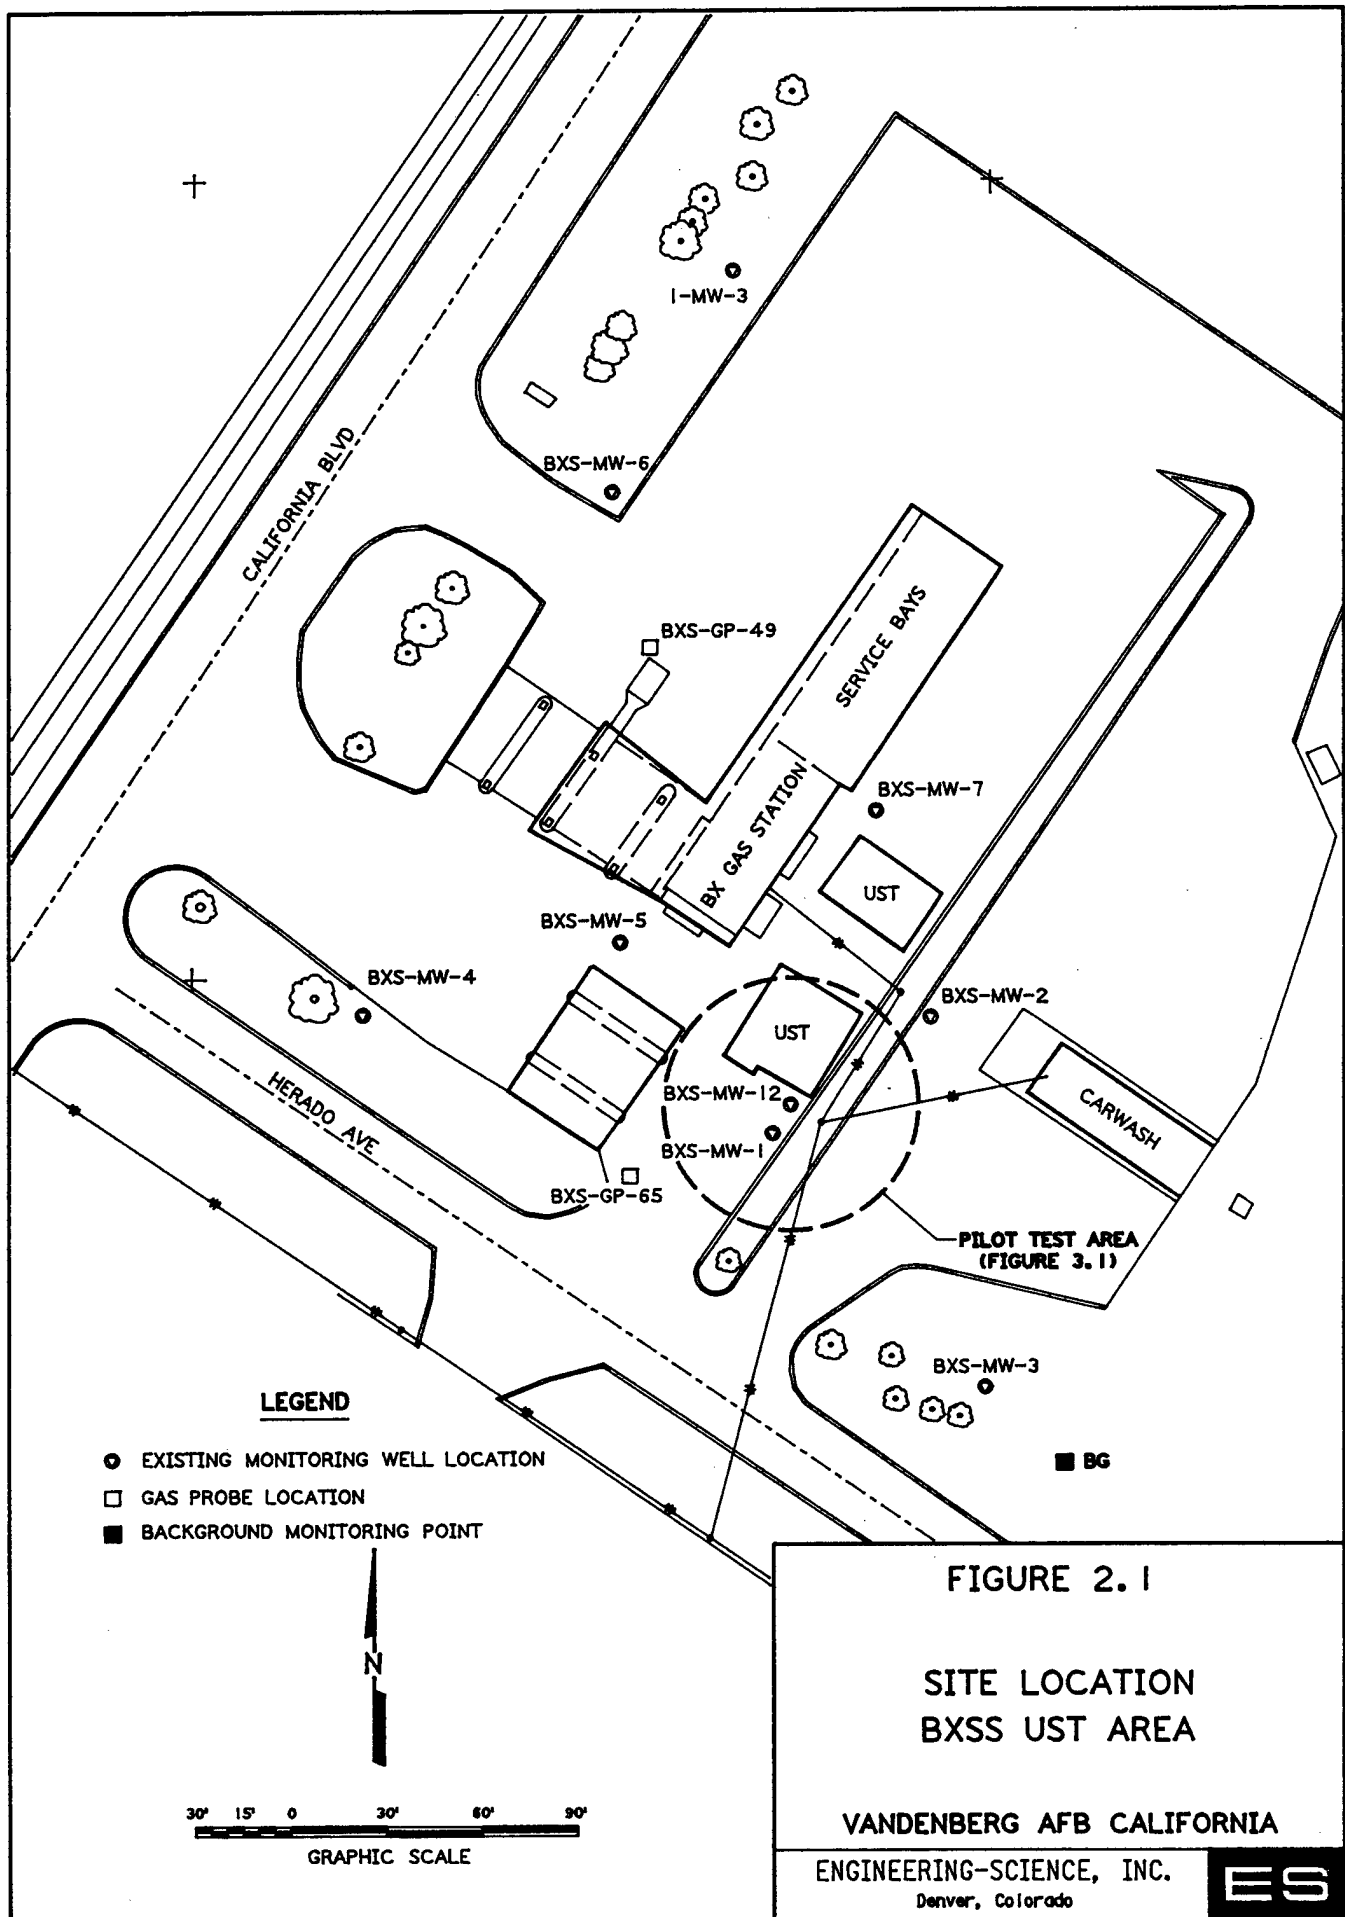 I-MW-3
BXS-MW-6
CALIFORNIA BLVD
BXS-GP-49
SERVICE BAYS
BX GAS STATION
BXS-MW-7
UST
BXS-MW-5
BXS-MW-4
BXS-MW-2
UST
HERADO AVE
BXS-MW-12
BXS-MW-1
CARWASH
BXS-GP-65
PILOT TEST AREA
(FIGURE 3.1)
BXS-MW-3
BG
LEGEND
EXISTING MONITORING WELL LOCATION
GAS PROBE LOCATION
BACKGROUND MONITORING POINT
N
30' 15' 0 30' 60' 90'
GRAPHIC SCALE
FIGURE 2.1
SITE LOCATION
BXSS UST AREA
VANDENBERG AFB CALIFORNIA
ENGINEERING-SCIENCE, INC.
Denver, Colorado
ES